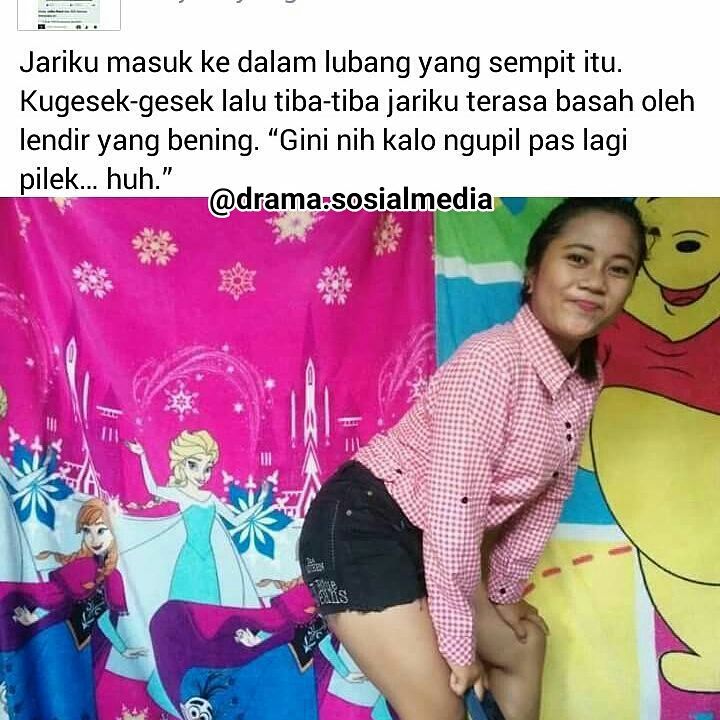 Jariku masuk ke dalam lubang yang sempit itu.
Kugesek-gesek lalu tiba-tiba jariku terasa basah oleh
lendir yang bening. “Gini nih kalo ngupil pas lagi
pilek... huh.”
@drama.sosialmedia